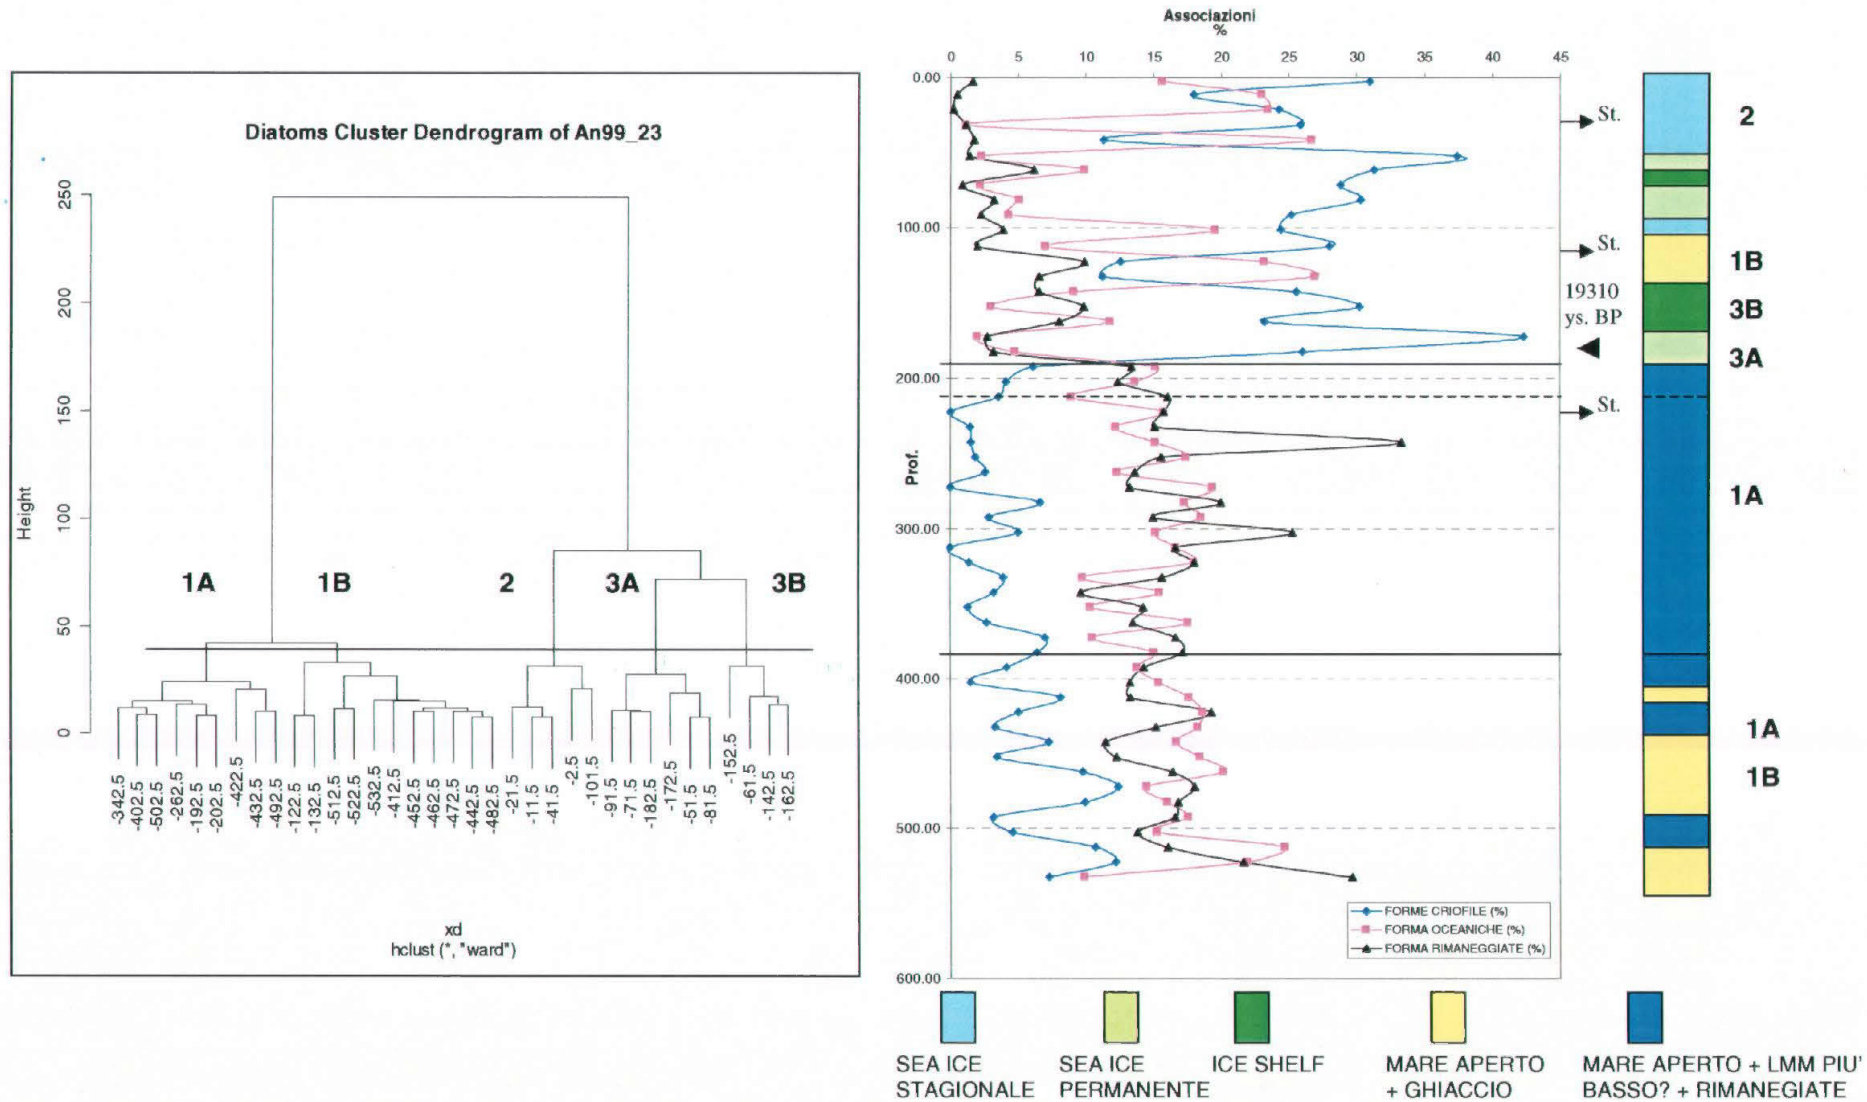 Diatoms Cluster Dendrogram of An99_23
Height
0
50
100
150
200
250
1A
1B
2
3A
3B
-342.5
-402.5
-502.5
-262.5
-192.5
-202.5
-422.5
-432.5
-492.5
-122.5
-132.5
-512.5
-522.5
-532.5
-412.5
-452.5
-462.5
-472.5
-442.5
-482.5
-21.5
-11.5
-41.5
-2.5
-101.5
-91.5
-71.5
-182.5
-172.5
-51.5
-81.5
-152.5
-61.5
-142.5
-162.5
xd
hclust (*, "ward")
Associazioni
%
0 5 10 15 20 25 30 35 40 45
0.00
100.00
200.00
300.00
400.00
500.00
600.00
Prof.
FORME CRIOFILE (%)
FORMA OCEANICHE (%)
FORMA RIMANEGGIATE (%)
St.
St.
19310
ys. BP
St.
2
1B
3B
3A
1A
1A
1B
SEA ICE
STAGIONALE
SEA ICE
PERMANENTE
ICE SHELF
MARE APERTO
+ GHIACCIO
MARE APERTO + LMM PIU'
BASSO? + RIMANEGIATE